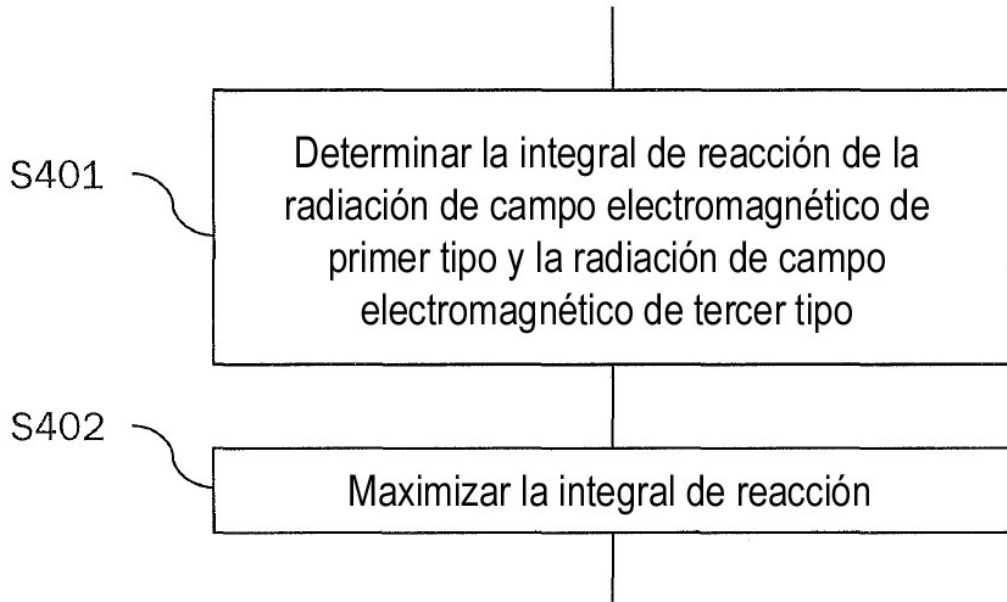 S401
Determinar la integral de reacción de la
radiación de campo electromagnético de
primer tipo y la radiación de campo
electromagnético de tercer tipo
S402
Maximizar la integral de reacción